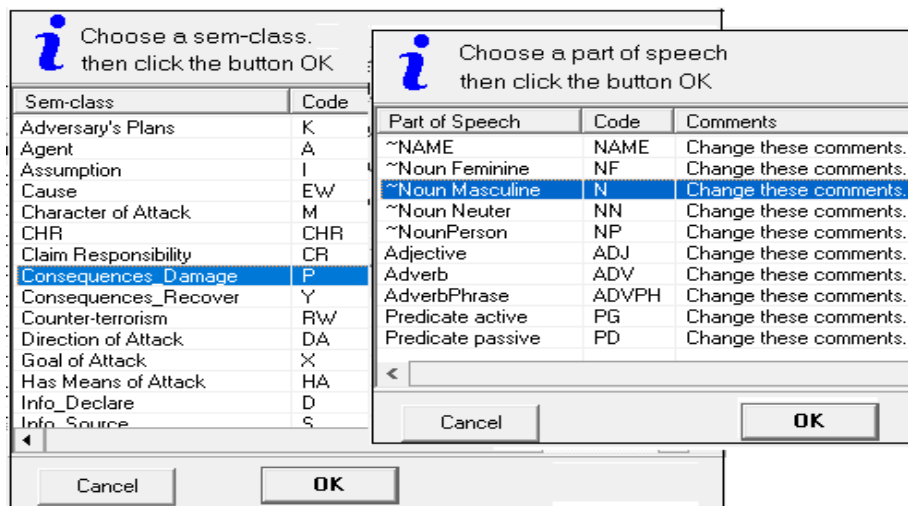 Choose a sem-class.
then click the button OK
Sem-class Code
Adversary's Plans K
Agent A
Assumption I
Cause EW
Character of Attack M
CHR CHR
Claim Responsibility CR
Consequences_Damage P
Consequences_Recover Y
Counter-terrorism RW
Direction of Attack DA
Goal of Attack X
Has Means of Attack HA
Info_Declare D
Info_Source S
Cancel OK
Choose a part of speech
then click the button OK
Part of Speech Code Comments
~NAME NAME Change these comments.
~Noun Feminine NF Change these comments.
~Noun Masculine N Change these comments.
~Noun Neuter NN Change these comments.
~NounPerson NP Change these comments.
Adjective ADJ Change these comments.
Adverb ADV Change these comments.
AdverbPhrase ADVPH Change these comments.
Predicate active PG Change these comments.
Predicate passive PD Change these comments.
Cancel OK